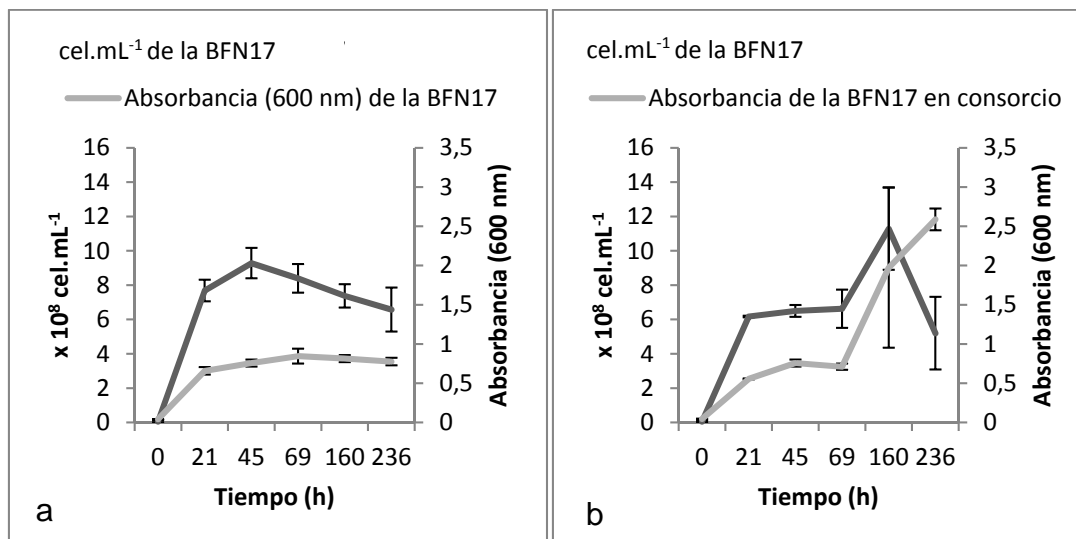 cel.mL⁻¹ de la BFN17
Absorbancia (600 nm) de la BFN17
x 10⁸ cel.mL⁻¹
16
14
12
10
8
6
4
2
0
3,5
3
2,5
2
1,5
1
0,5
0
Absorbancia (600 nm)
0 21 45 69 160 236
Tiempo (h)
a
cel.mL⁻¹ de la BFN17
Absorbancia de la BFN17 en consorcio
x 10⁸ cel.mL⁻¹
16
14
12
10
8
6
4
2
0
3,5
3
2,5
2
1,5
1
0,5
0
Absorbancia (600 nm)
0 21 45 69 160 236
Tiempo (h)
b